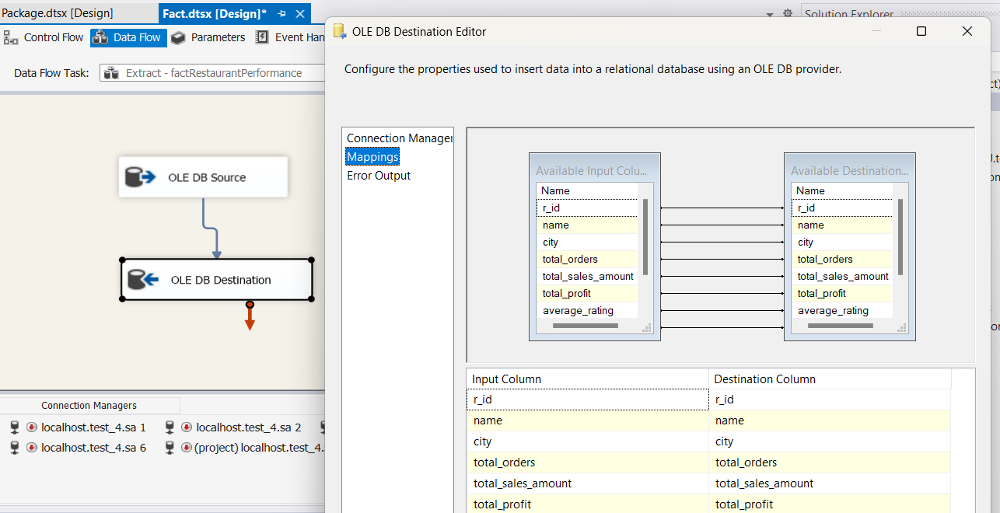 Package.dtsx [Design]
Fact.dtsx [Design]*
Solution Explorer
Control Flow
Data Flow
Parameters
Event Han
Data Flow Task:
Extract - factRestaurantPerformance
OLE DB Source
OLE DB Destination
Connection Managers
localhost.test_4.sa 1
localhost.test_4.sa 2
localhost.test_4.sa 6
(project) localhost.test_4.
OLE DB Destination Editor
Configure the properties used to insert data into a relational database using an OLE DB provider.
Connection Manager
Mappings
Error Output
Available Input Colu...
Name
r_id
name
city
total_orders
total_sales_amount
total_profit
average_rating
Available Destination...
Name
r_id
name
city
total_orders
total_sales_amount
total_profit
average_rating
Input Column Destination Column
r_id r_id
name name
city city
total_orders total_orders
total_sales_amount total_sales_amount
total_profit total_profit